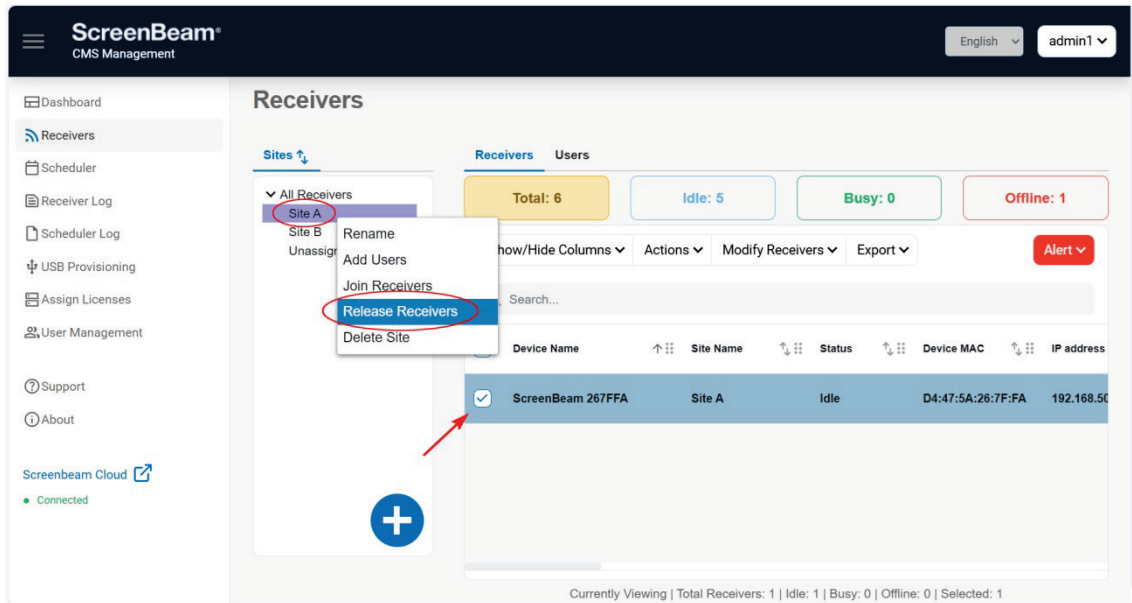 ScreenBeam®
CMS Management
English
admin1
Dashboard
Receivers
Scheduler
Receiver Log
Scheduler Log
USB Provisioning
Assign Licenses
User Management
Support
About
Screenbeam Cloud
Connected
Receivers
Sites
All Receivers
Site A
Site B
Unassig
Rename
Add Users
Join Receivers
Release Receivers
Delete Site
Receivers Users
Total: 6 Idle: 5 Busy: 0 Offline: 1
how/Hide Columns Actions Modify Receivers Export Alert
Search...
Device Name Site Name Status Device MAC IP address
ScreenBeam 267FFA Site A Idle D4:47:5A:26:7F:FA 192.168.50
Currently Viewing | Total Receivers: 1 | Idle: 1 | Busy: 0 | Offline: 0 | Selected: 1